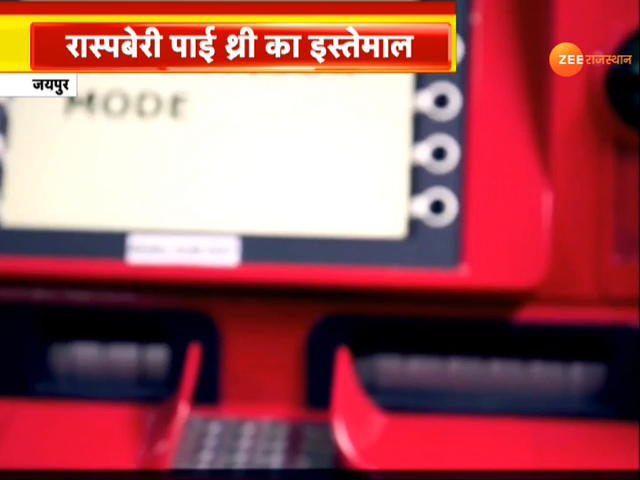 रास्पबेरी पाई थ्री का इस्तेमाल
ZEE राजस्थान
जयपुर
MODE